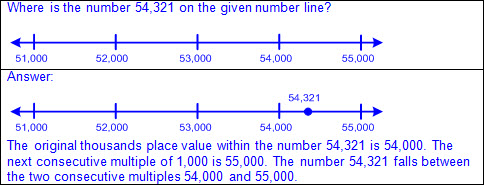 Where is the number 54,321 on the given number line?
51,000 52,000 53,000 54,000 55,000
Answer:
54,321
51,000 52,000 53,000 54,000 55,000
The original thousands place value within the number 54,321 is 54,000. The
next consecutive multiple of 1,000 is 55,000. The number 54,321 falls between
the two consecutive multiples 54,000 and 55,000.